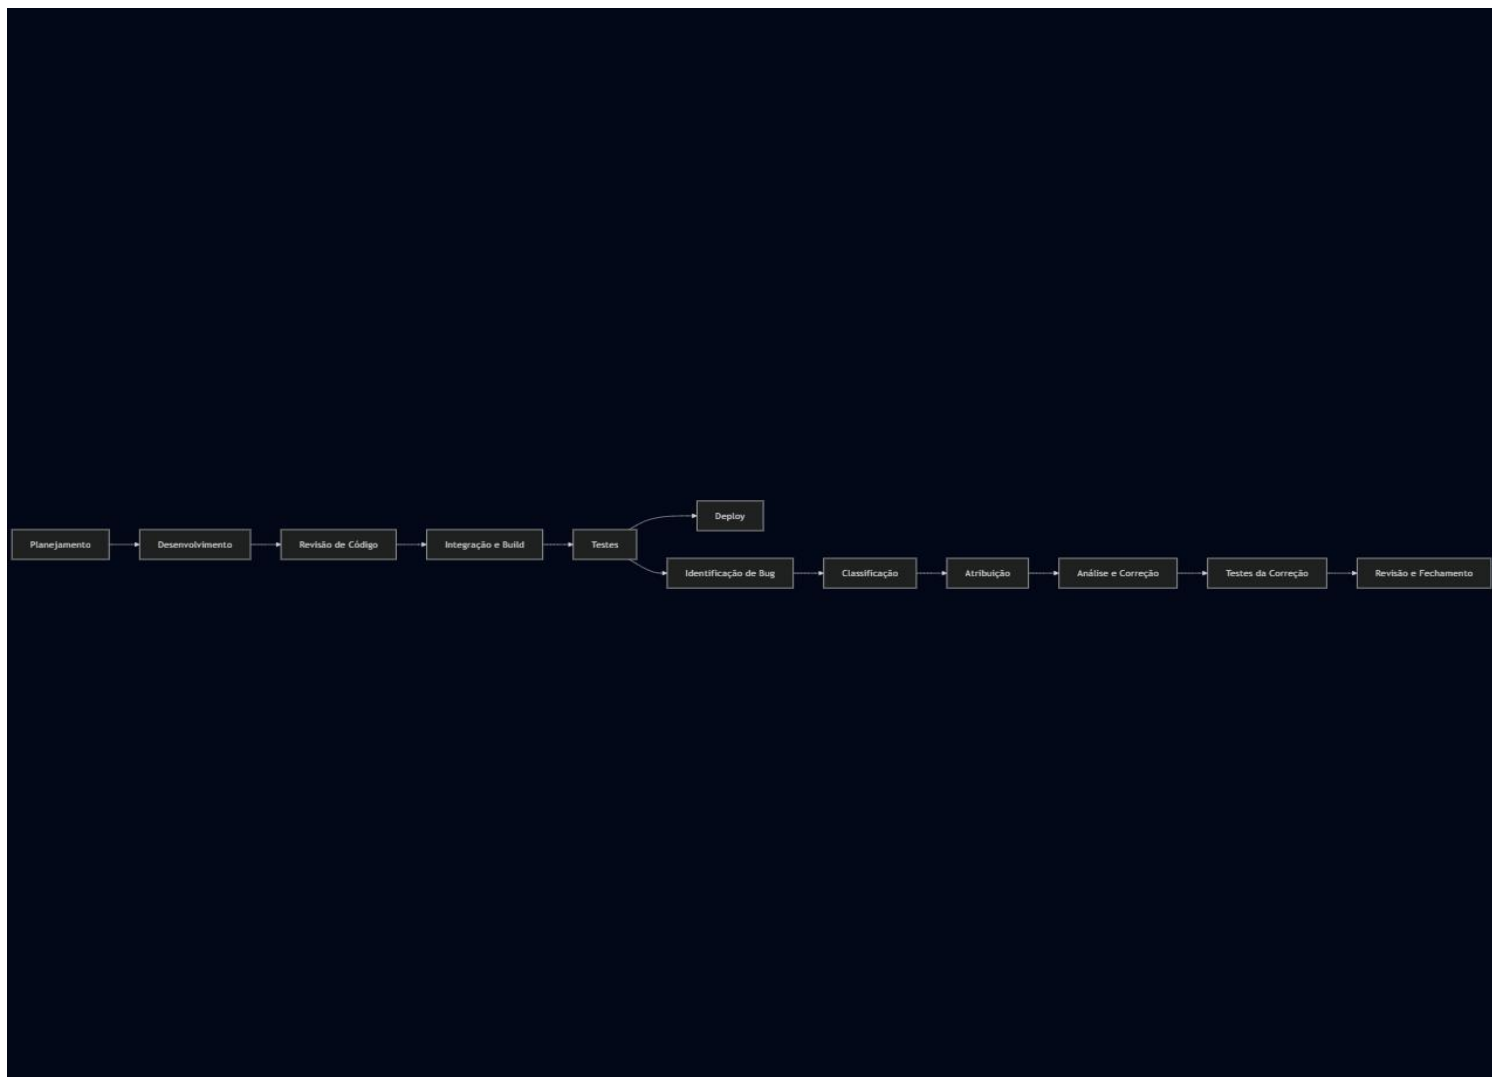 Planejamento
Desenvolvimento
Revisão de Código
Integração e Build
Testes
Deploy
Identificação de Bug
Classificação
Atribuição
Análise e Correção
Testes da Correção
Revisão e Fechamento